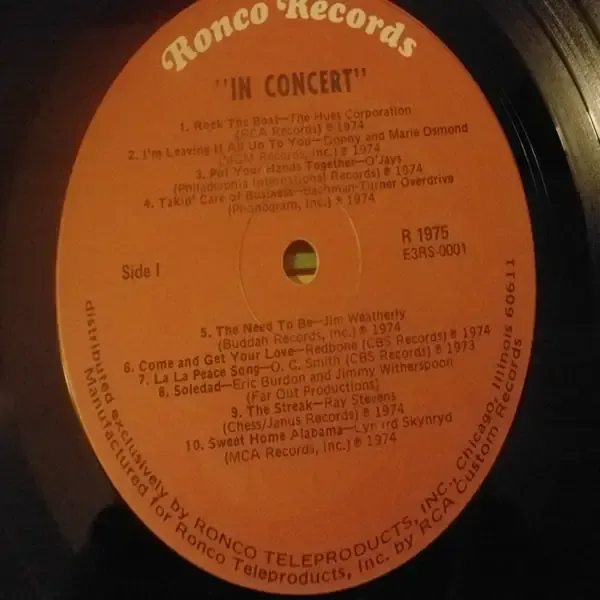 Ronco Records
"IN CONCERT"
1. Rock The Boat—The Hues Corporation
(RCA Records) ℗ 1974
2. I'm Leaving It All Up To You—Donny and Marie Osmond
(MGM Records, Inc.) ℗ 1974
3. Put Your Hands Together—O'Jays
(Philadelphia International Records) ℗ 1974
4. Takin' Care of Business—Bachman-Turner Overdrive
(Phonogram, Inc.) ℗ 1974
Side I
R 1975
E3RS-0001
5. The Need To Be—Jim Weatherly
(Buddah Records, Inc.) ℗ 1974
6. Come and Get Your Love—Redbone (CBS Records) ℗ 1974
7. La La Peace Song—O. C. Smith (CBS Records) ℗ 1973
8. Soledad—Eric Burdon and Jimmy Witherspoon
(Far Out Productions)
9. The Streak—Ray Stevens
(Chess/Janus Records) ℗ 1974
10. Sweet Home Alabama—Lynyrd Skynyrd
(MCA Records, Inc.) ℗ 1974
distributed exclusively by RONCO TELEPRODUCTS, INC., Chicago, Illinois 60611
Manufactured for Ronco Teleproducts, Inc. by RCA Custom Records